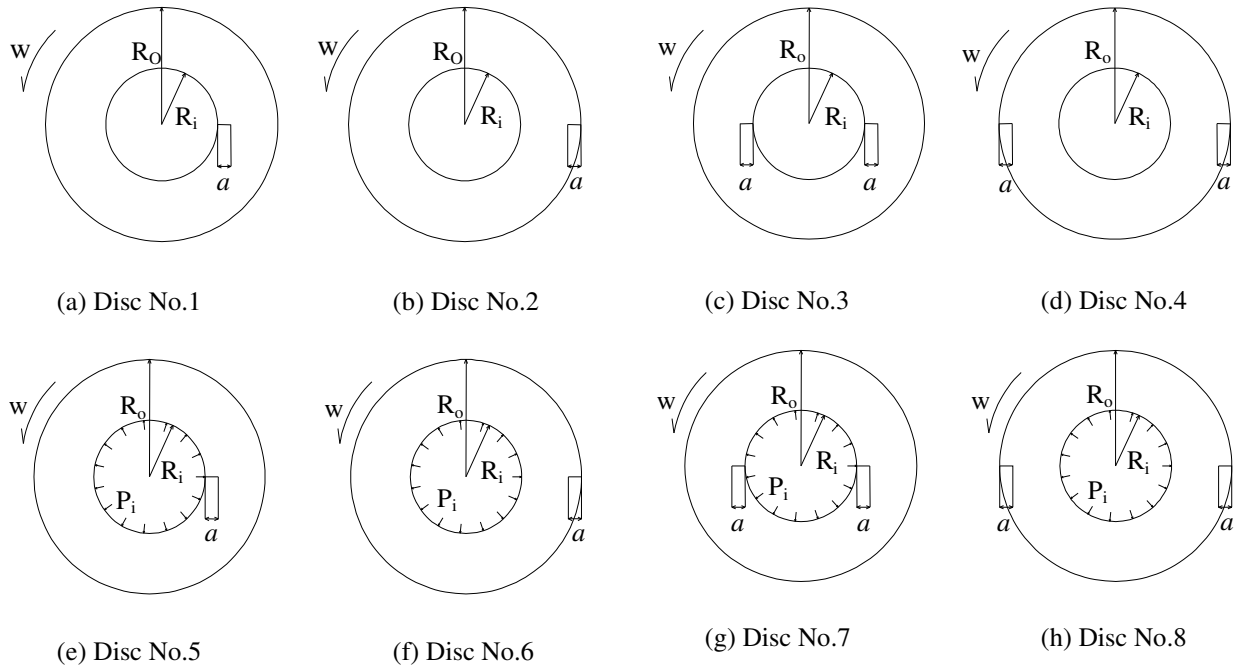 w R_O R_i a
w R_O R_i a
w R_o R_i a a
w R_o R_i a a
(a) Disc No.1
(b) Disc No.2
(c) Disc No.3
(d) Disc No.4
w R_o R_i P_i a
w R_o R_i P_i a
w R_o R_i P_i a a
w R_o R_i P_i a a
(e) Disc No.5
(f) Disc No.6
(g) Disc No.7
(h) Disc No.8